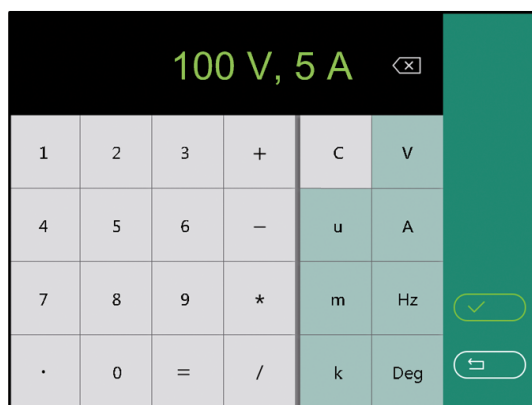 100 V, 5 A
1 2 3 + C V
4 5 6 – u A
7 8 9 * m Hz
. 0 = / k Deg